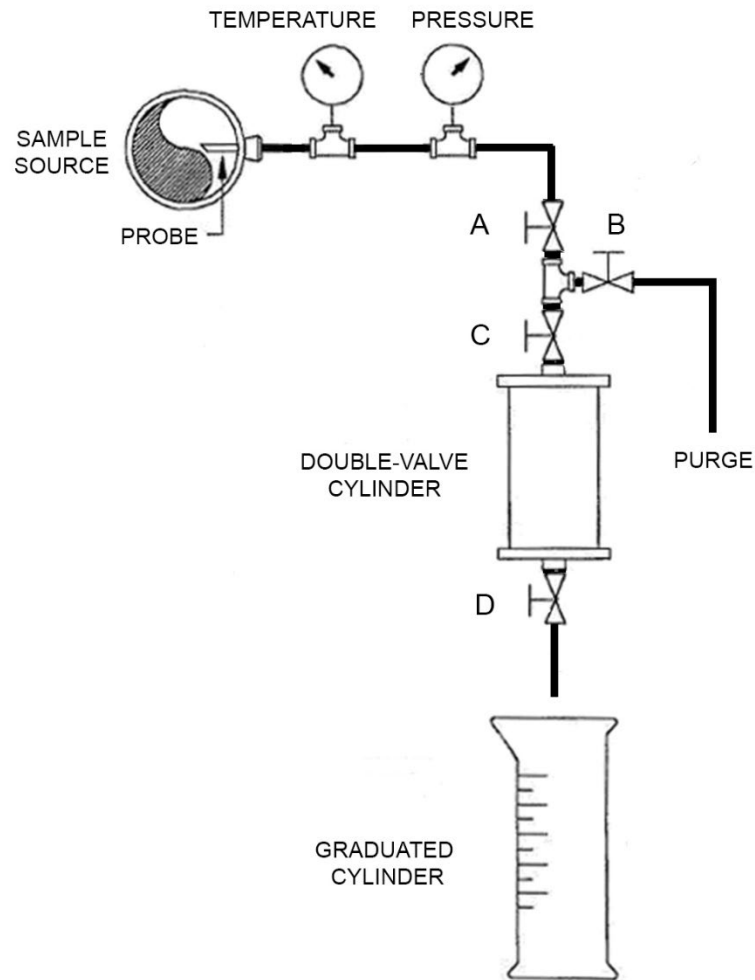 TEMPERATURE
PRESSURE
SAMPLE
SOURCE
PROBE
A
B
C
DOUBLE-VALVE
CYLINDER
PURGE
D
GRADUATED
CYLINDER